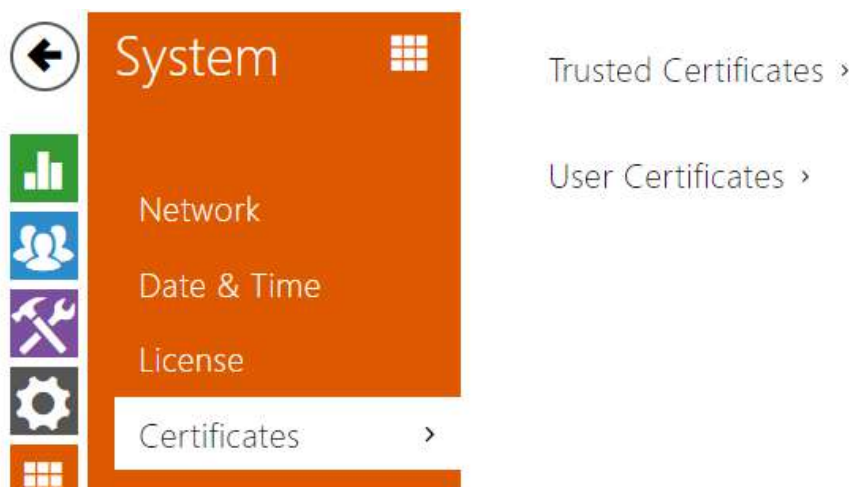 System
Network
Date & Time
License
Certificates
Trusted Certificates
User Certificates